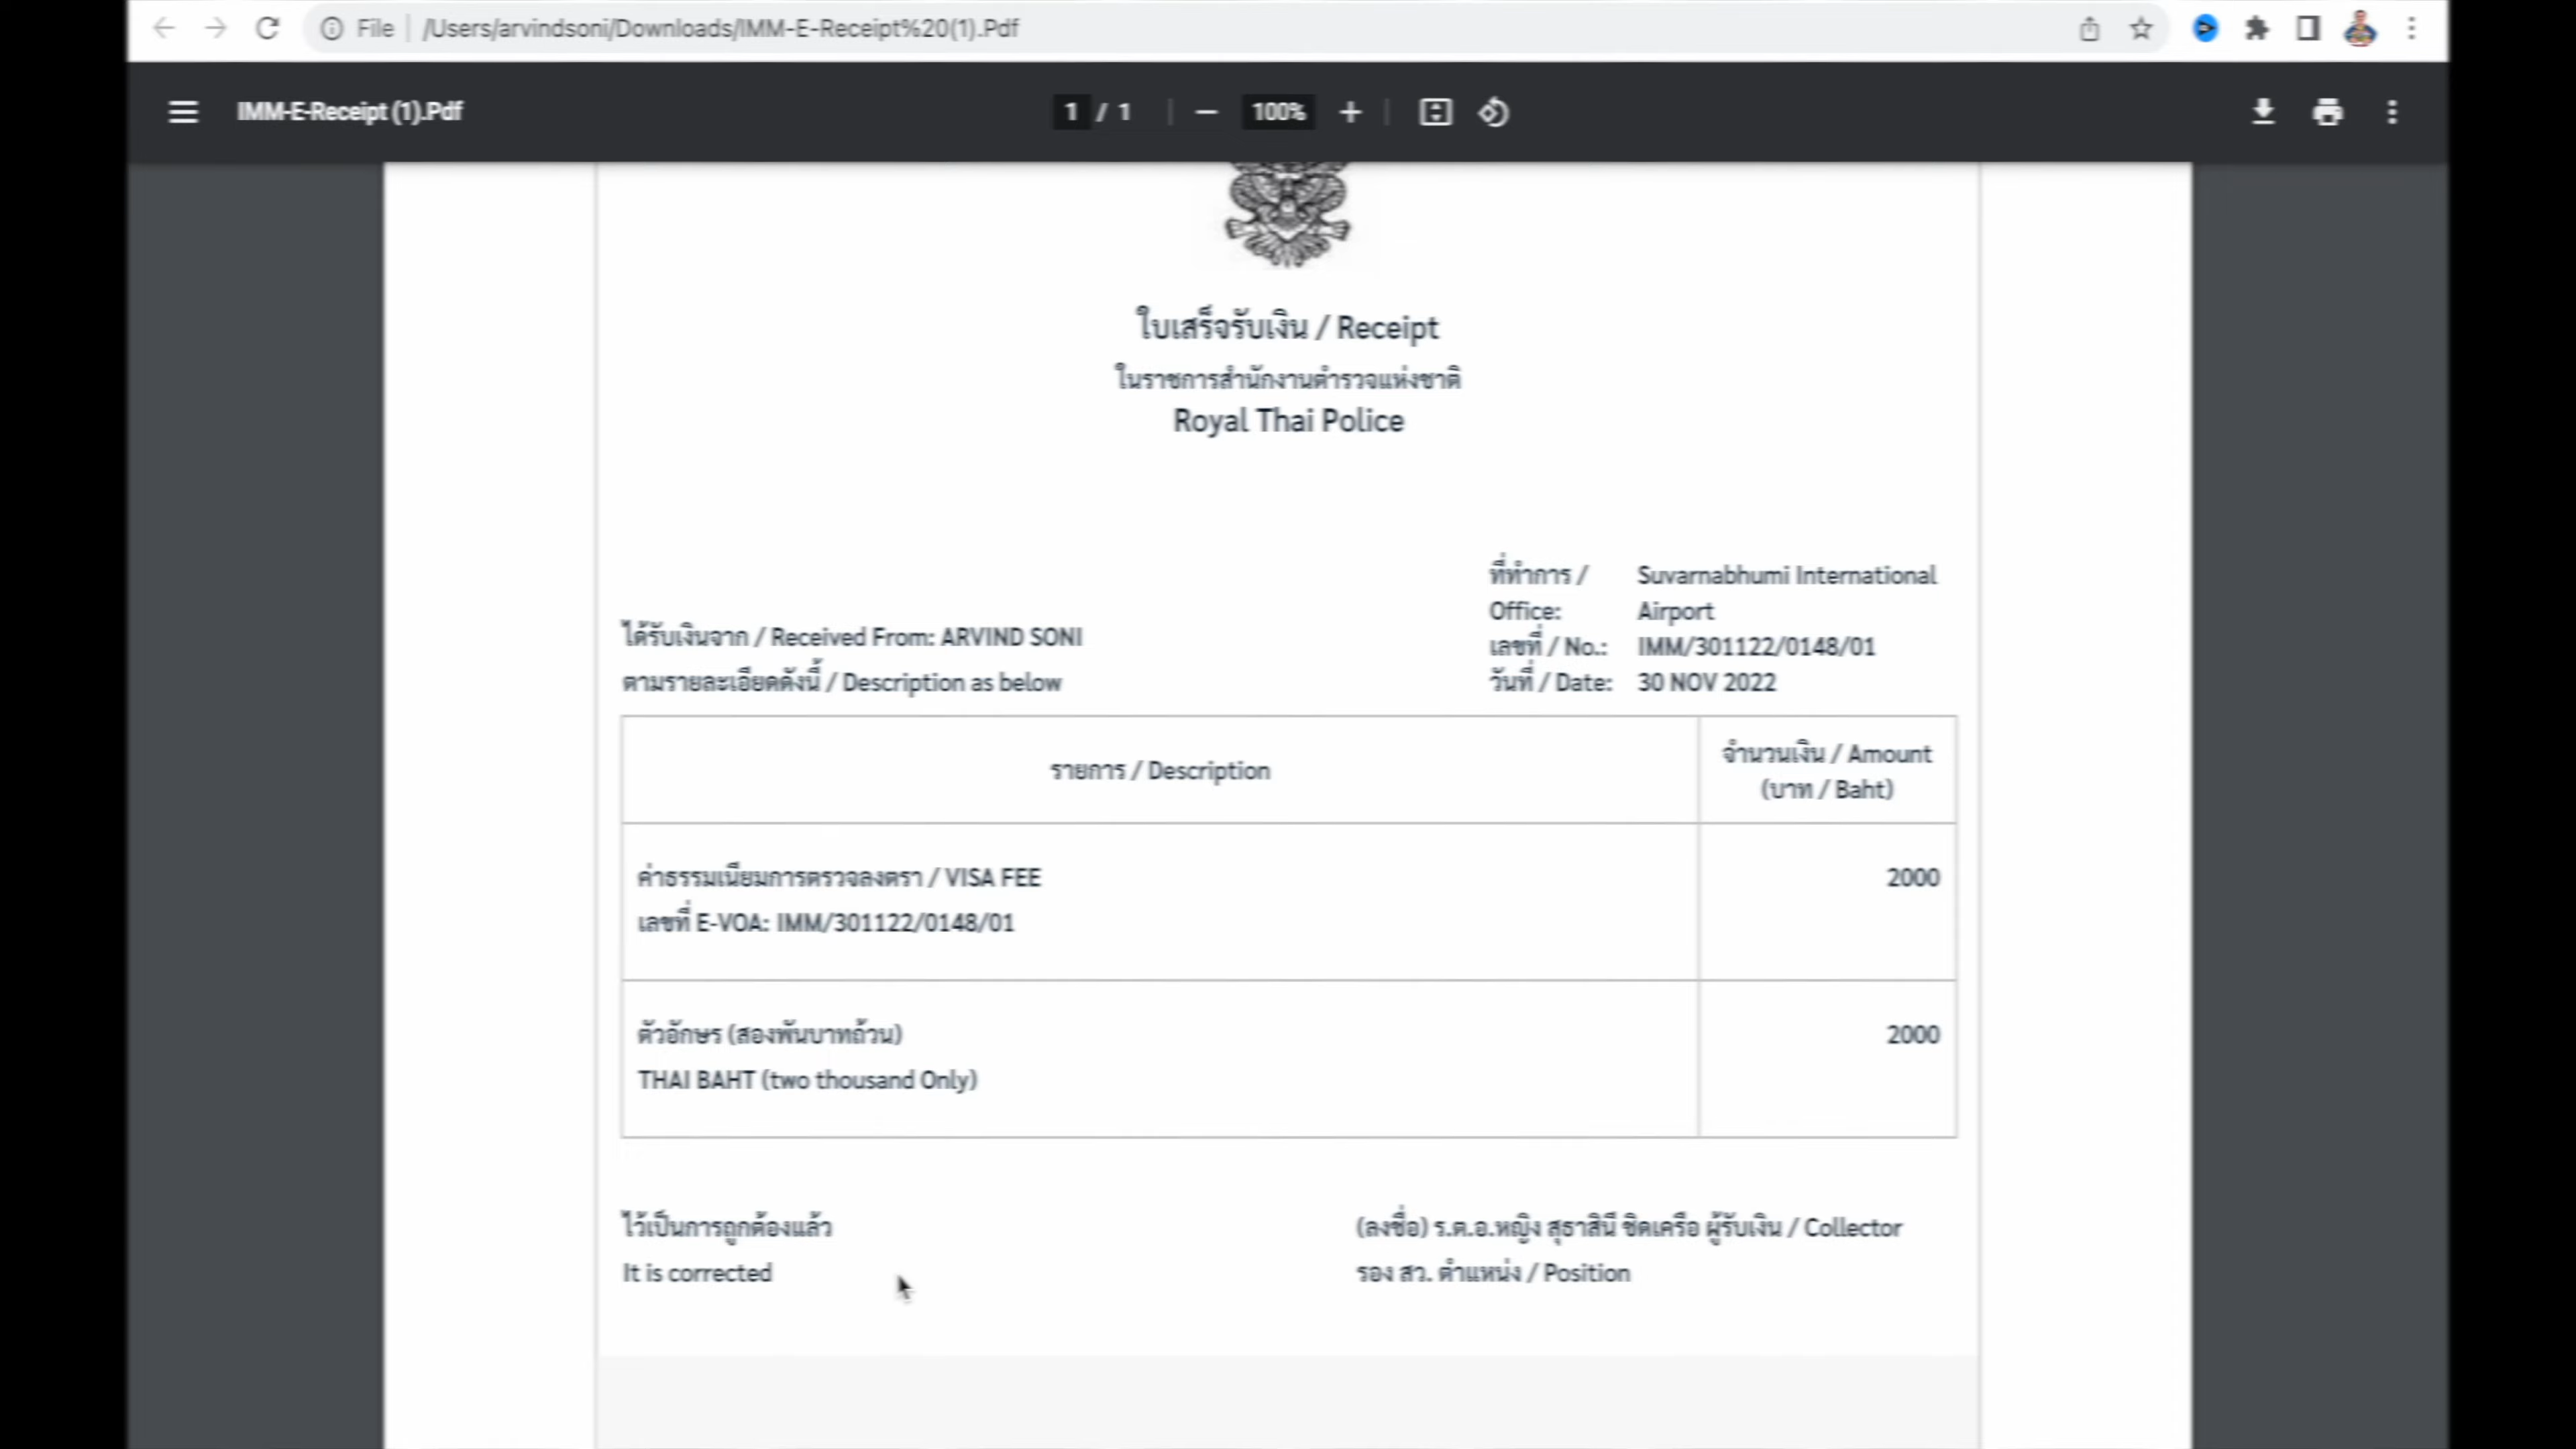 File | /Users/arvindsoni/Downloads/IMM-E-Receipt%20(1).Pdf
IMM-E-Receipt (1).Pdf
1 / 1
100%
ใบเสร็จรับเงิน / Receipt
ในราชการสำนักงานตำรวจแห่งชาติ
Royal Thai Police
ที่ทำการ / Suvarnabhumi International
Office: Airport
ได้รับเงินจาก / Received From: ARVIND SONI
เลขที่ / No.: IMM/301122/0148/01
ตามรายละเอียดดังนี้ / Description as below
วันที่ / Date: 30 NOV 2022
รายการ / Description
จำนวนเงิน / Amount
(บาท / Baht)
ค่าธรรมเนียมการตรวจลงตรา / VISA FEE 2000
เลขที่ E-VOA: IMM/301122/0148/01
ตัวอักษร (สองพันบาทถ้วน) 2000
THAI BAHT (two thousand Only)
ไว้เป็นการถูกต้องแล้ว
It is corrected
(ลงชื่อ) ร.ต.อ.หญิง สุธาสินี ชิดเครือ ผู้รับเงิน / Collector
รอง สว. ตำแหน่ง / Position